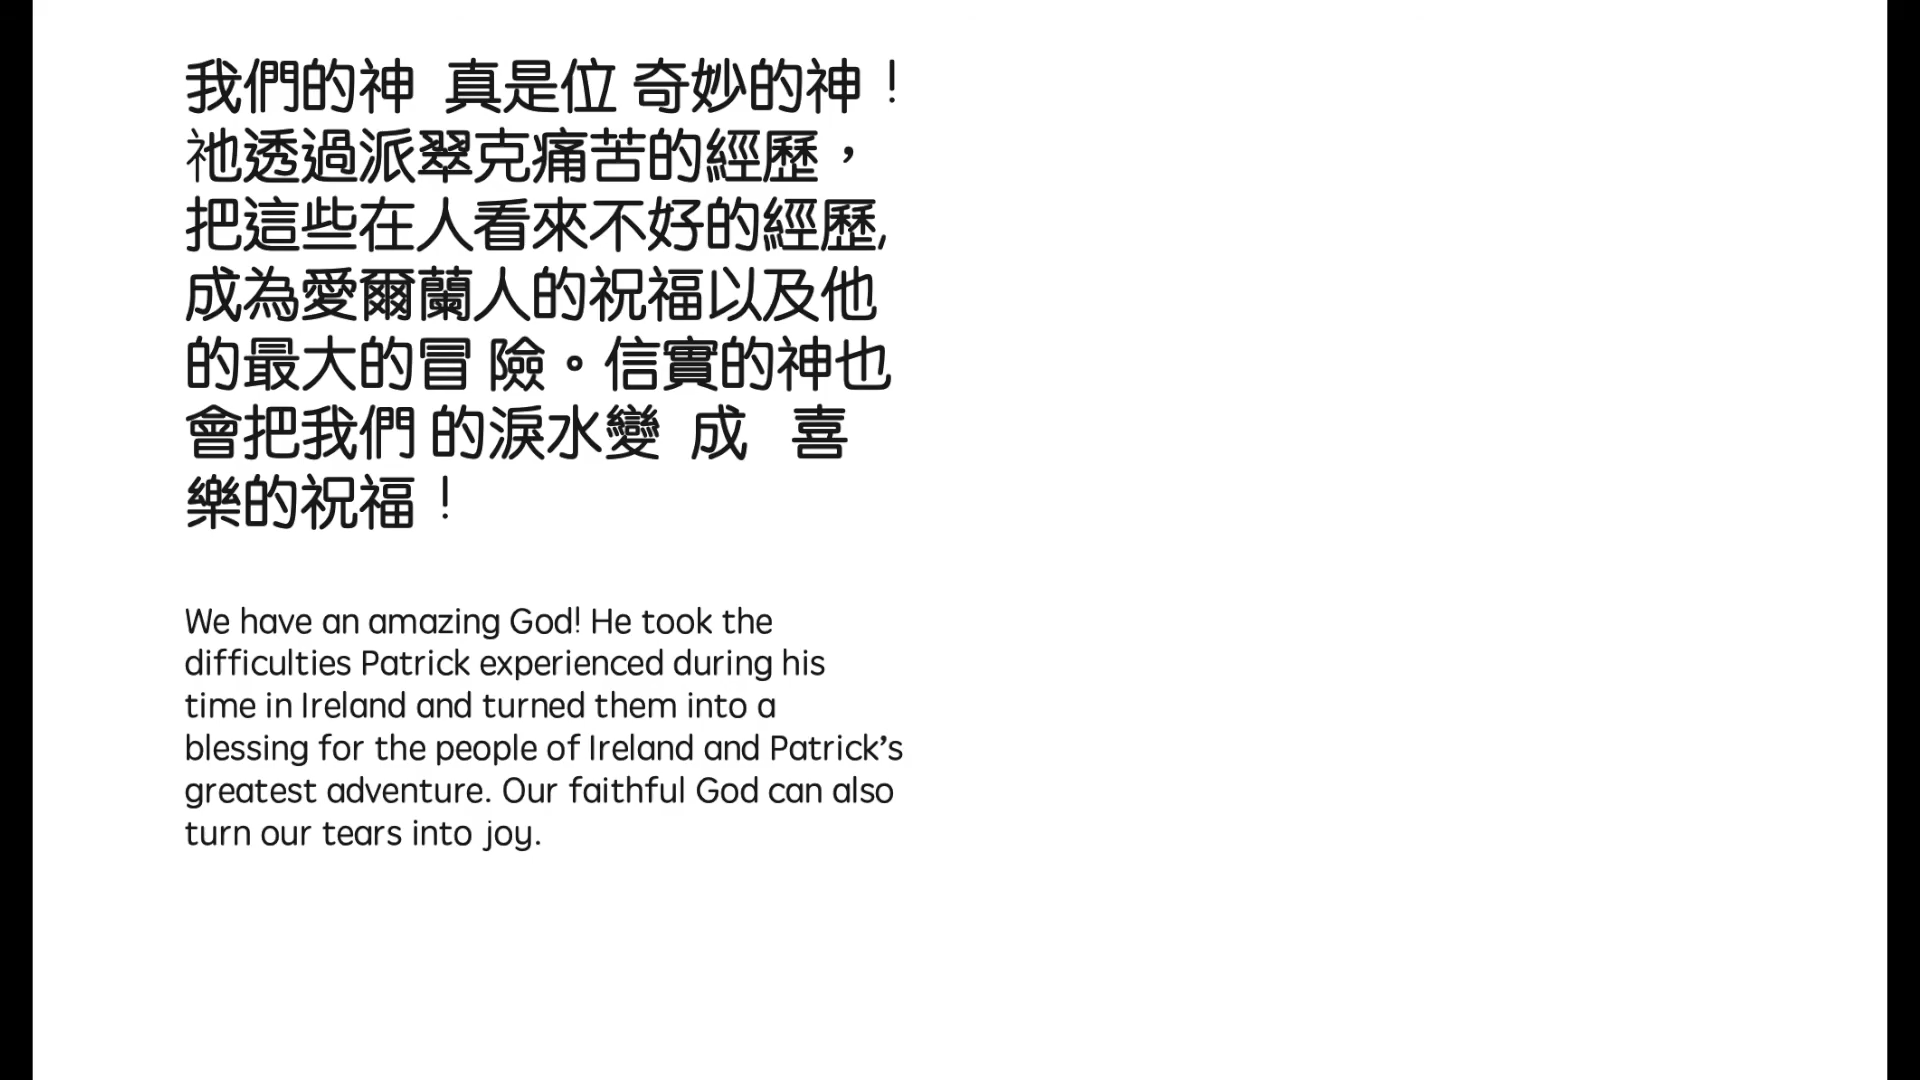 我們的神 真是位 奇妙的神！
祂透過派翠克痛苦的經歷，
把這些在人看來不好的經歷,
成為愛爾蘭人的祝福以及他
的最大的冒 險。信實的神也
會把我們 的淚水變 成 喜
樂的祝福！
We have an amazing God! He took the
difficulties Patrick experienced during his
time in Ireland and turned them into a
blessing for the people of Ireland and Patrick’s
greatest adventure. Our faithful God can also
turn our tears into joy.